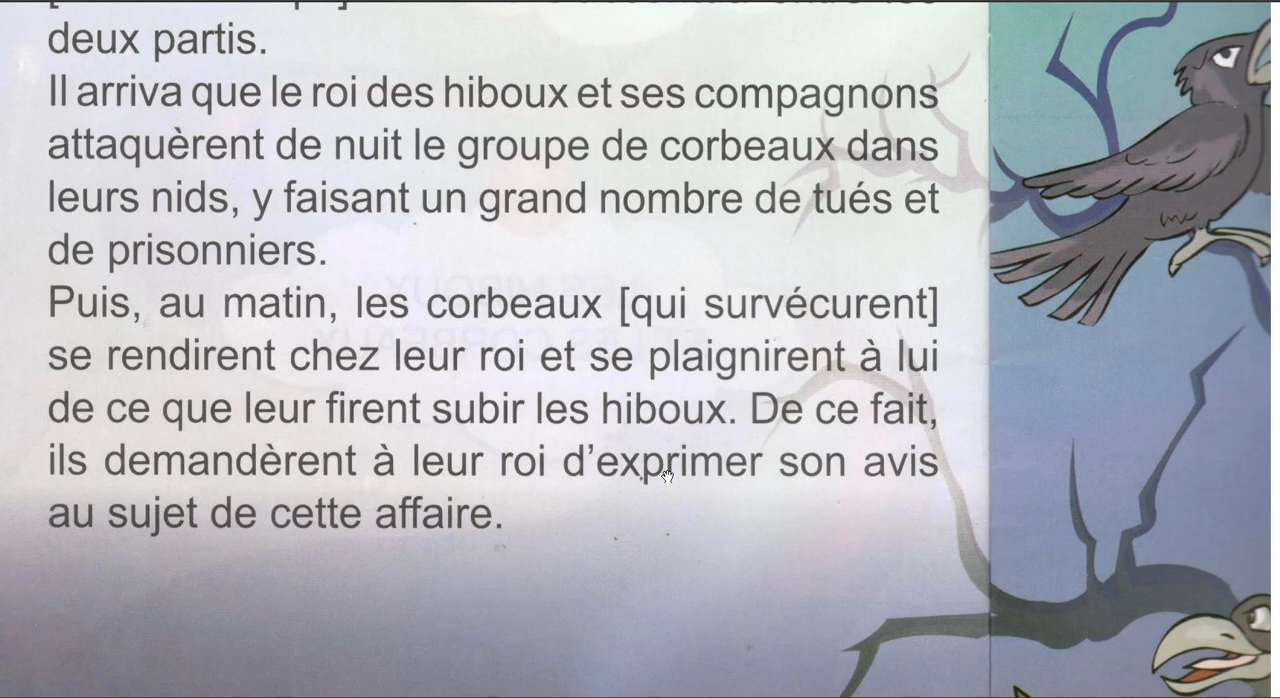 deux partis.
Il arriva que le roi des hiboux et ses compagnons
attaquèrent de nuit le groupe de corbeaux dans
leurs nids, y faisant un grand nombre de tués et
de prisonniers.
Puis, au matin, les corbeaux [qui survécurent]
se rendirent chez leur roi et se plaignirent à lui
de ce que leur firent subir les hiboux. De ce fait,
ils demandèrent à leur roi d’exprimer son avis
au sujet de cette affaire.